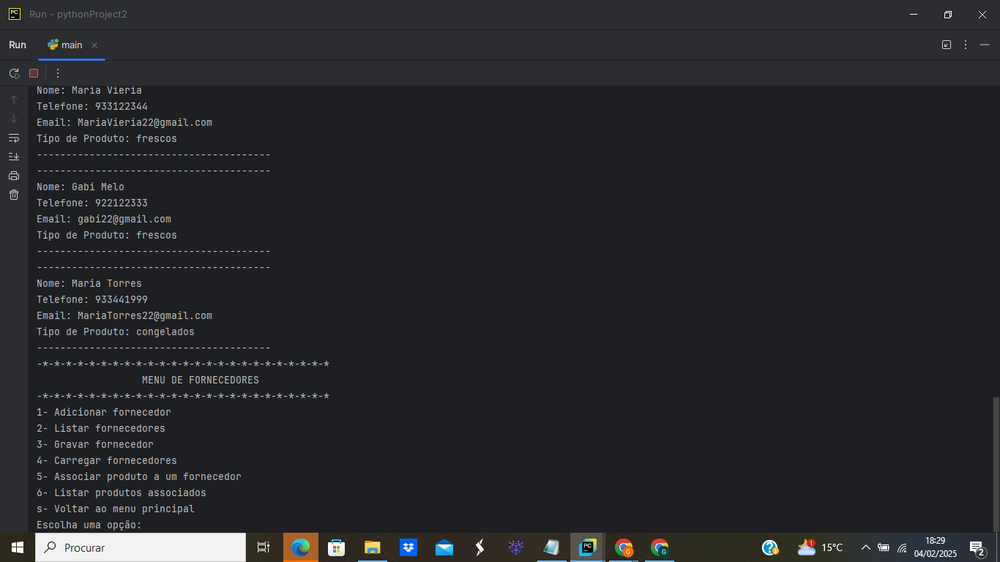 Run - pythonProject2
Run main
Nome: Maria Vieria
Telefone: 933122344
Email: MariaVieria22@gmail.com
Tipo de Produto: frescos
----------------------------------------
----------------------------------------
Nome: Gabi Melo
Telefone: 922122333
Email: gabi22@gmail.com
Tipo de Produto: frescos
----------------------------------------
----------------------------------------
Nome: Maria Torres
Telefone: 933441999
Email: MariaTorres22@gmail.com
Tipo de Produto: congelados
----------------------------------------
-*-*-*-*-*-*-*-*-*-*-*-*-*-*-*-*-*-*-*-*-*-*-*-*-*
MENU DE FORNECEDORES
-*-*-*-*-*-*-*-*-*-*-*-*-*-*-*-*-*-*-*-*-*-*-*-*-*
1- Adicionar fornecedor
2- Listar fornecedores
3- Gravar fornecedor
4- Carregar fornecedores
5- Associar produto a um fornecedor
6- Listar produtos associados
s- Voltar ao menu principal
Escolha uma opção:
Procurar
15°C
18:29
04/02/2025
2